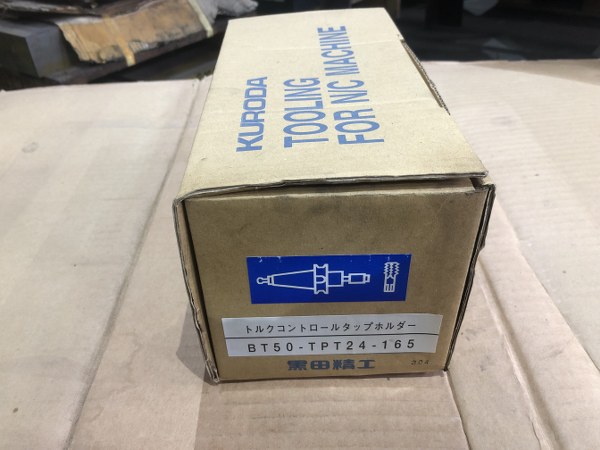 KURODA
TOOLING
FOR N/C MACHINE
トルクコントロールタップホルダー
BT50-TPT24-165
黒田精工